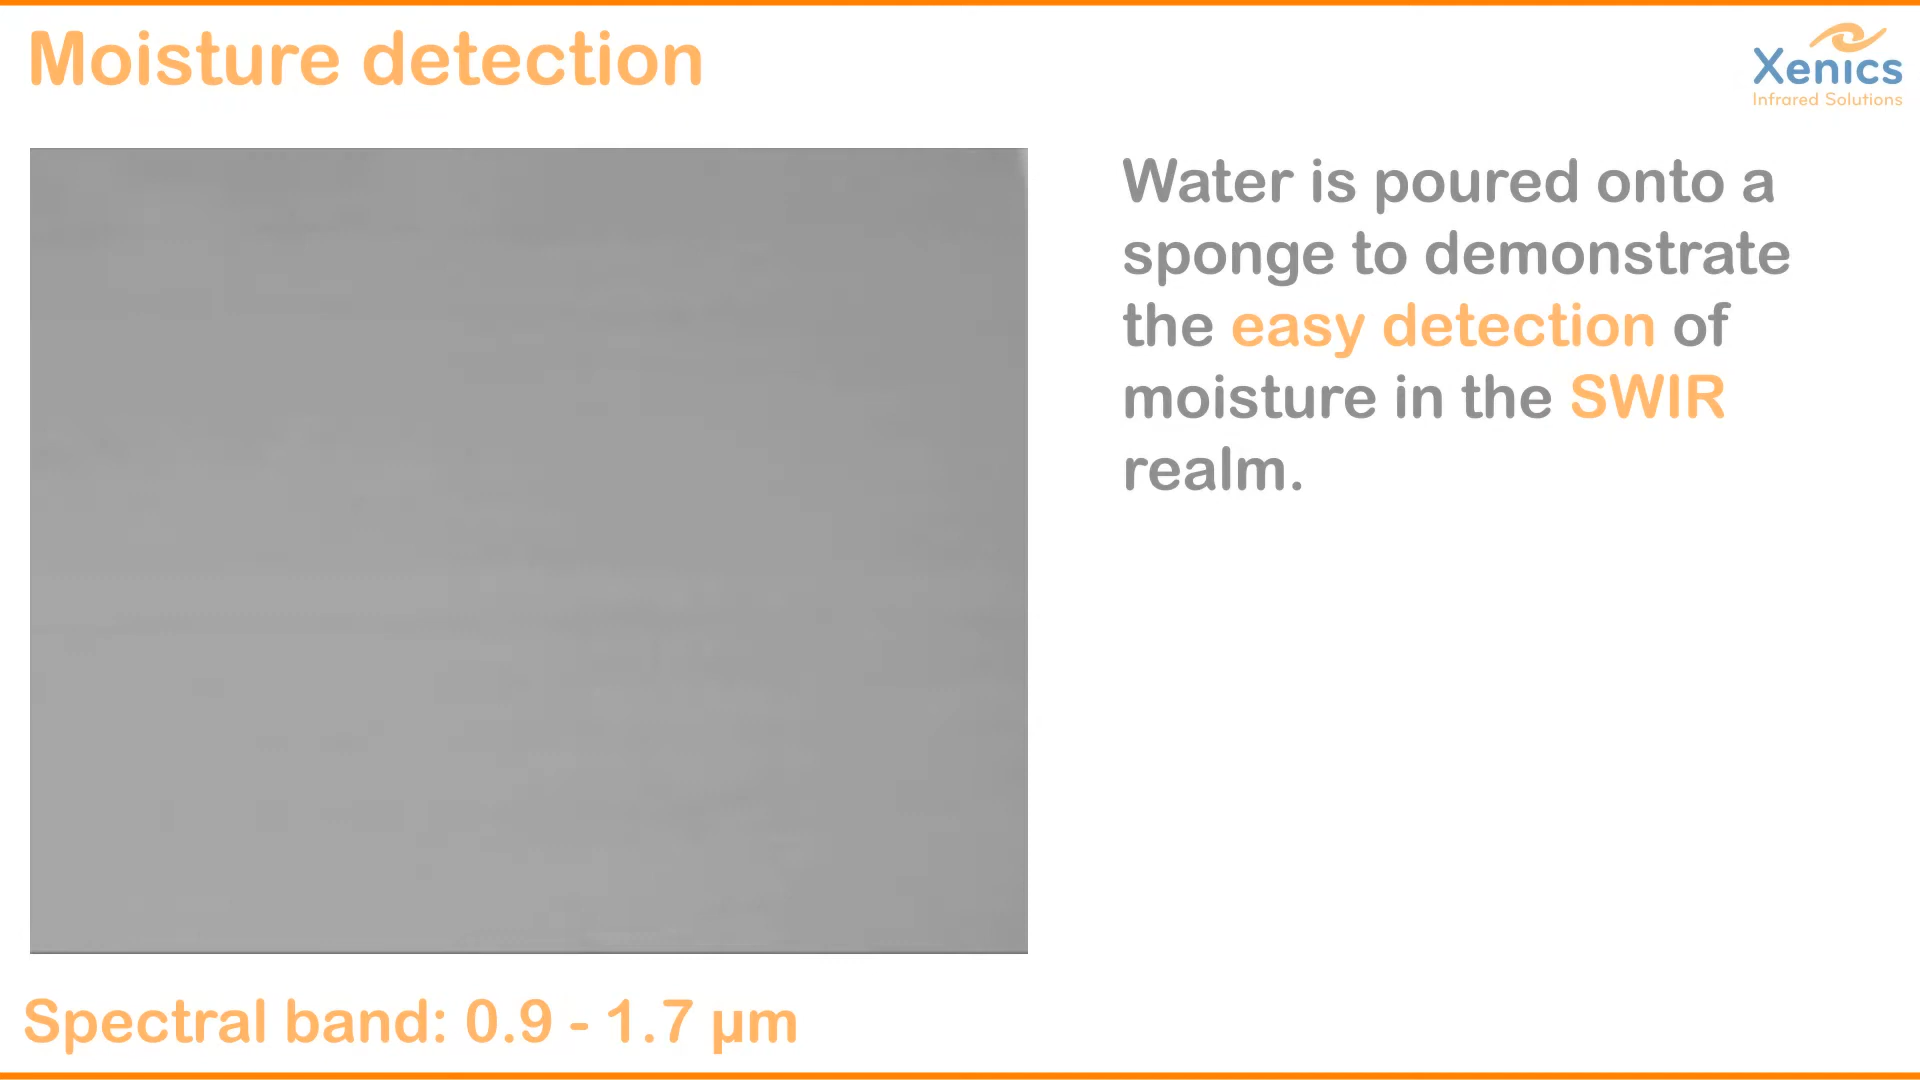 Moisture detection
Xenics
Infrared Solutions
Water is poured onto a
sponge to demonstrate
the easy detection of
moisture in the SWIR
realm.
Spectral band: 0.9 - 1.7 µm